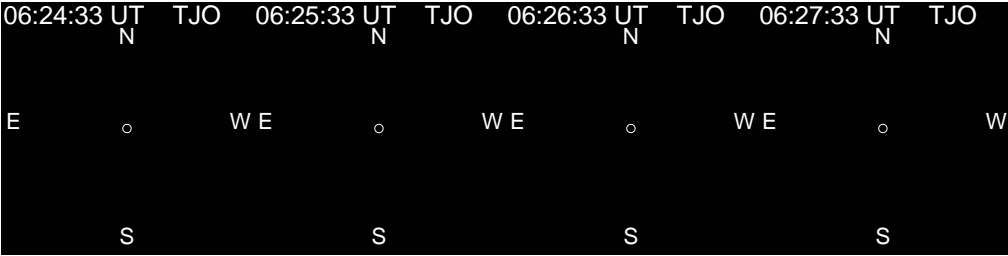 06:24:33 UT TJO 06:25:33 UT TJO 06:26:33 UT TJO 06:27:33 UT TJO
N N N N
E W E W E W E W
S S S S